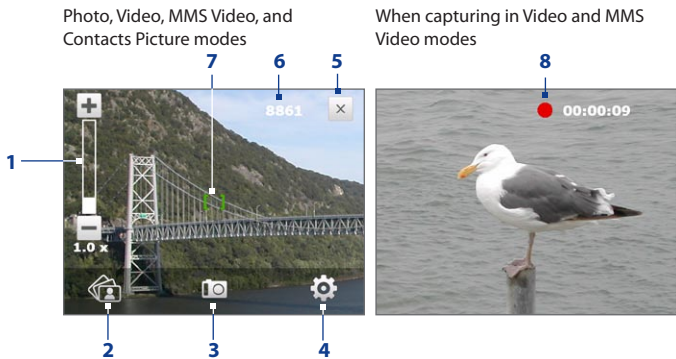 Photo, Video, MMS Video, and
Contacts Picture modes
When capturing in Video and MMS
Video modes
7
6
5
8
8861
00:00:09
1
1.0 x
2
3
4